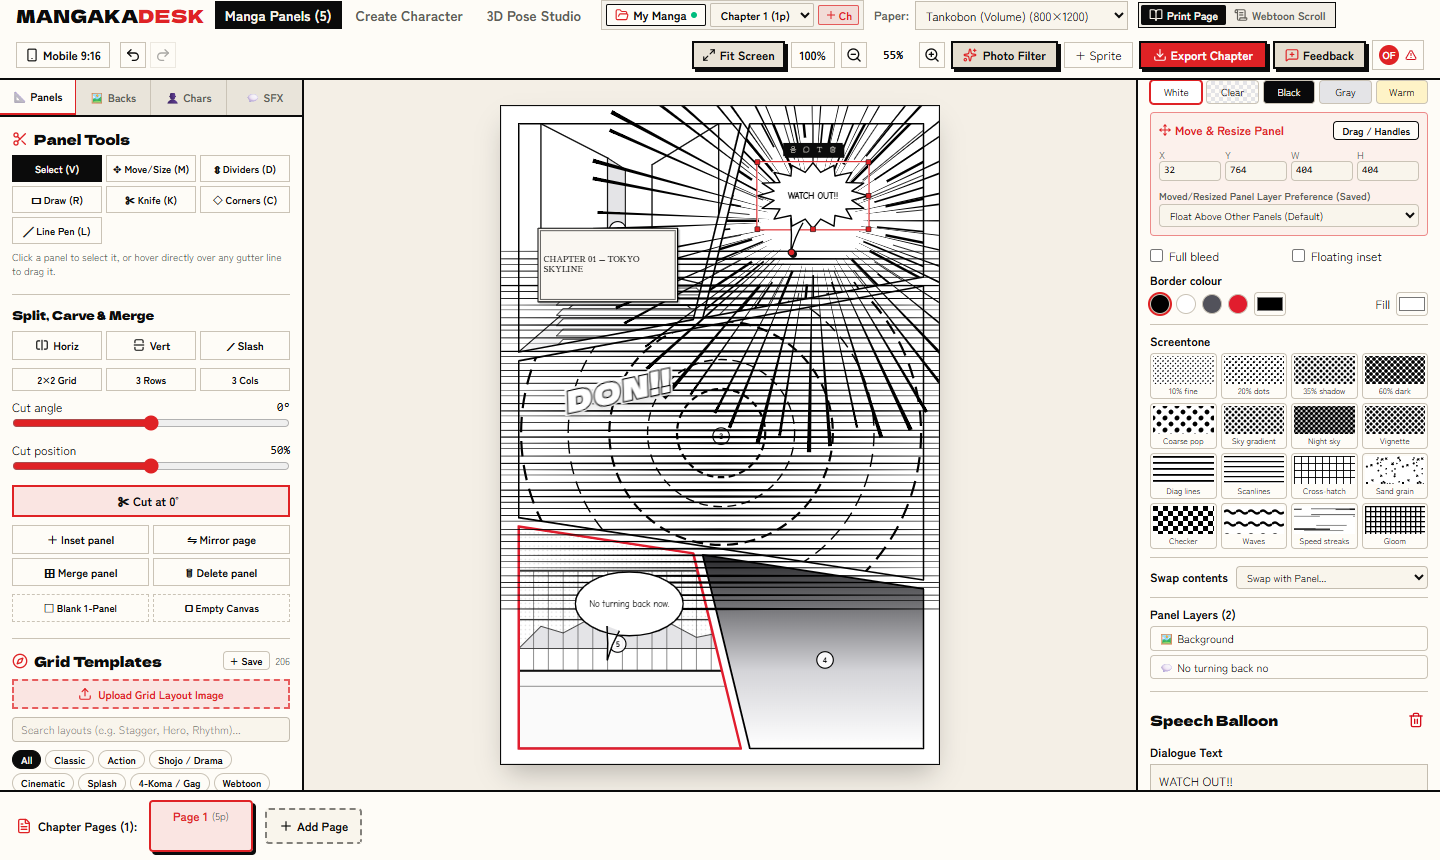 MANGAKADESK
Manga Panels (5)
Create Character
3D Pose Studio
My Manga
Chapter 1 (1p)
+ Ch
Paper:
Tankobon (Volume) (800×1200)
Print Page
Webtoon Scroll
Mobile 9:16
Fit Screen
100%
55%
Photo Filter
+ Sprite
Export Chapter
Feedback
OF
Panels
Backs
Chars
SFX
Panel Tools
Select (V)
Move/Size (M)
Dividers (D)
Draw (R)
Knife (K)
Corners (C)
Line Pen (L)
Click a panel to select it, or hover directly over any gutter line
to drag it.
Split, Carve & Merge
Horiz
Vert
Slash
2×2 Grid
3 Rows
3 Cols
Cut angle
0°
Cut position
50%
Cut at 0°
Inset panel
Mirror page
Merge panel
Delete panel
Blank 1-Panel
Empty Canvas
Grid Templates
+ Save
206
Upload Grid Layout Image
Search layouts (e.g. Stagger, Hero, Rhythm)...
All
Classic
Action
Shojo / Drama
Cinematic
Splash
4-Koma / Gag
Webtoon
WATCH OUT!!
CHAPTER 01 — TOKYO
SKYLINE
DON!!
3
No turning back now.
5
4
White
Clear
Black
Gray
Warm
Move & Resize Panel
Drag / Handles
X
Y
W
H
32
764
404
404
Moved/Resized Panel Layer Preference (Saved)
Float Above Other Panels (Default)
Full bleed
Floating inset
Border colour
Fill
Screentone
10% fine
20% dots
35% shadow
60% dark
Coarse pop
Sky gradient
Night sky
Vignette
Diag lines
Scanlines
Cross-hatch
Sand grain
Checker
Waves
Speed streaks
Gloom
Swap contents
Swap with Panel...
Panel Layers (2)
Background
No turning back no
Speech Balloon
Dialogue Text
WATCH OUT!!
Chapter Pages (1):
Page 1 (5p)
+ Add Page